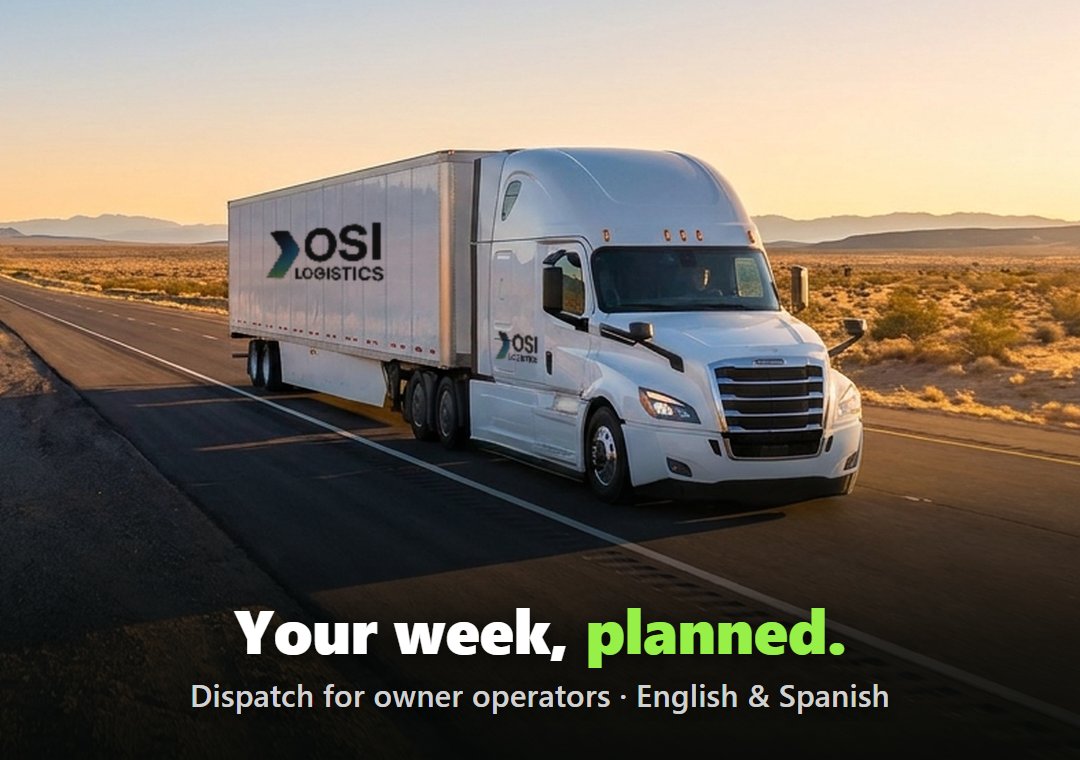 OSI
LOGISTICS
OSI
LOGISTICS
Your week, planned.
Dispatch for owner operators · English & Spanish